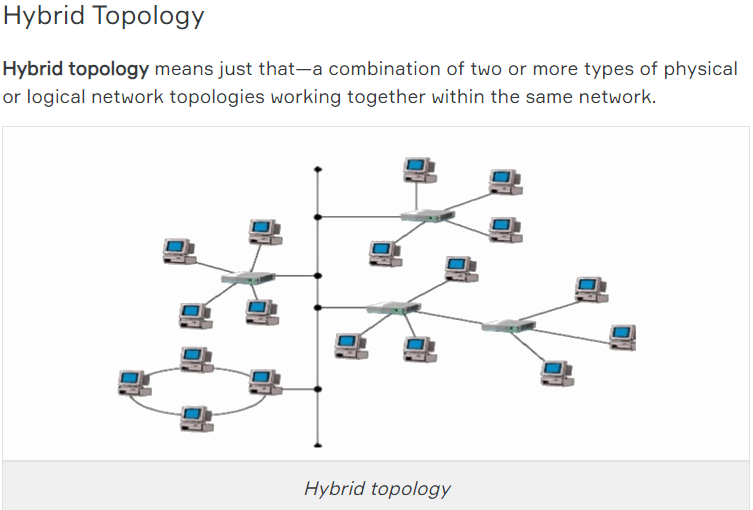 Hybrid Topology
Hybrid topology means just that—a combination of two or more types of physical
or logical network topologies working together within the same network.
Hybrid topology